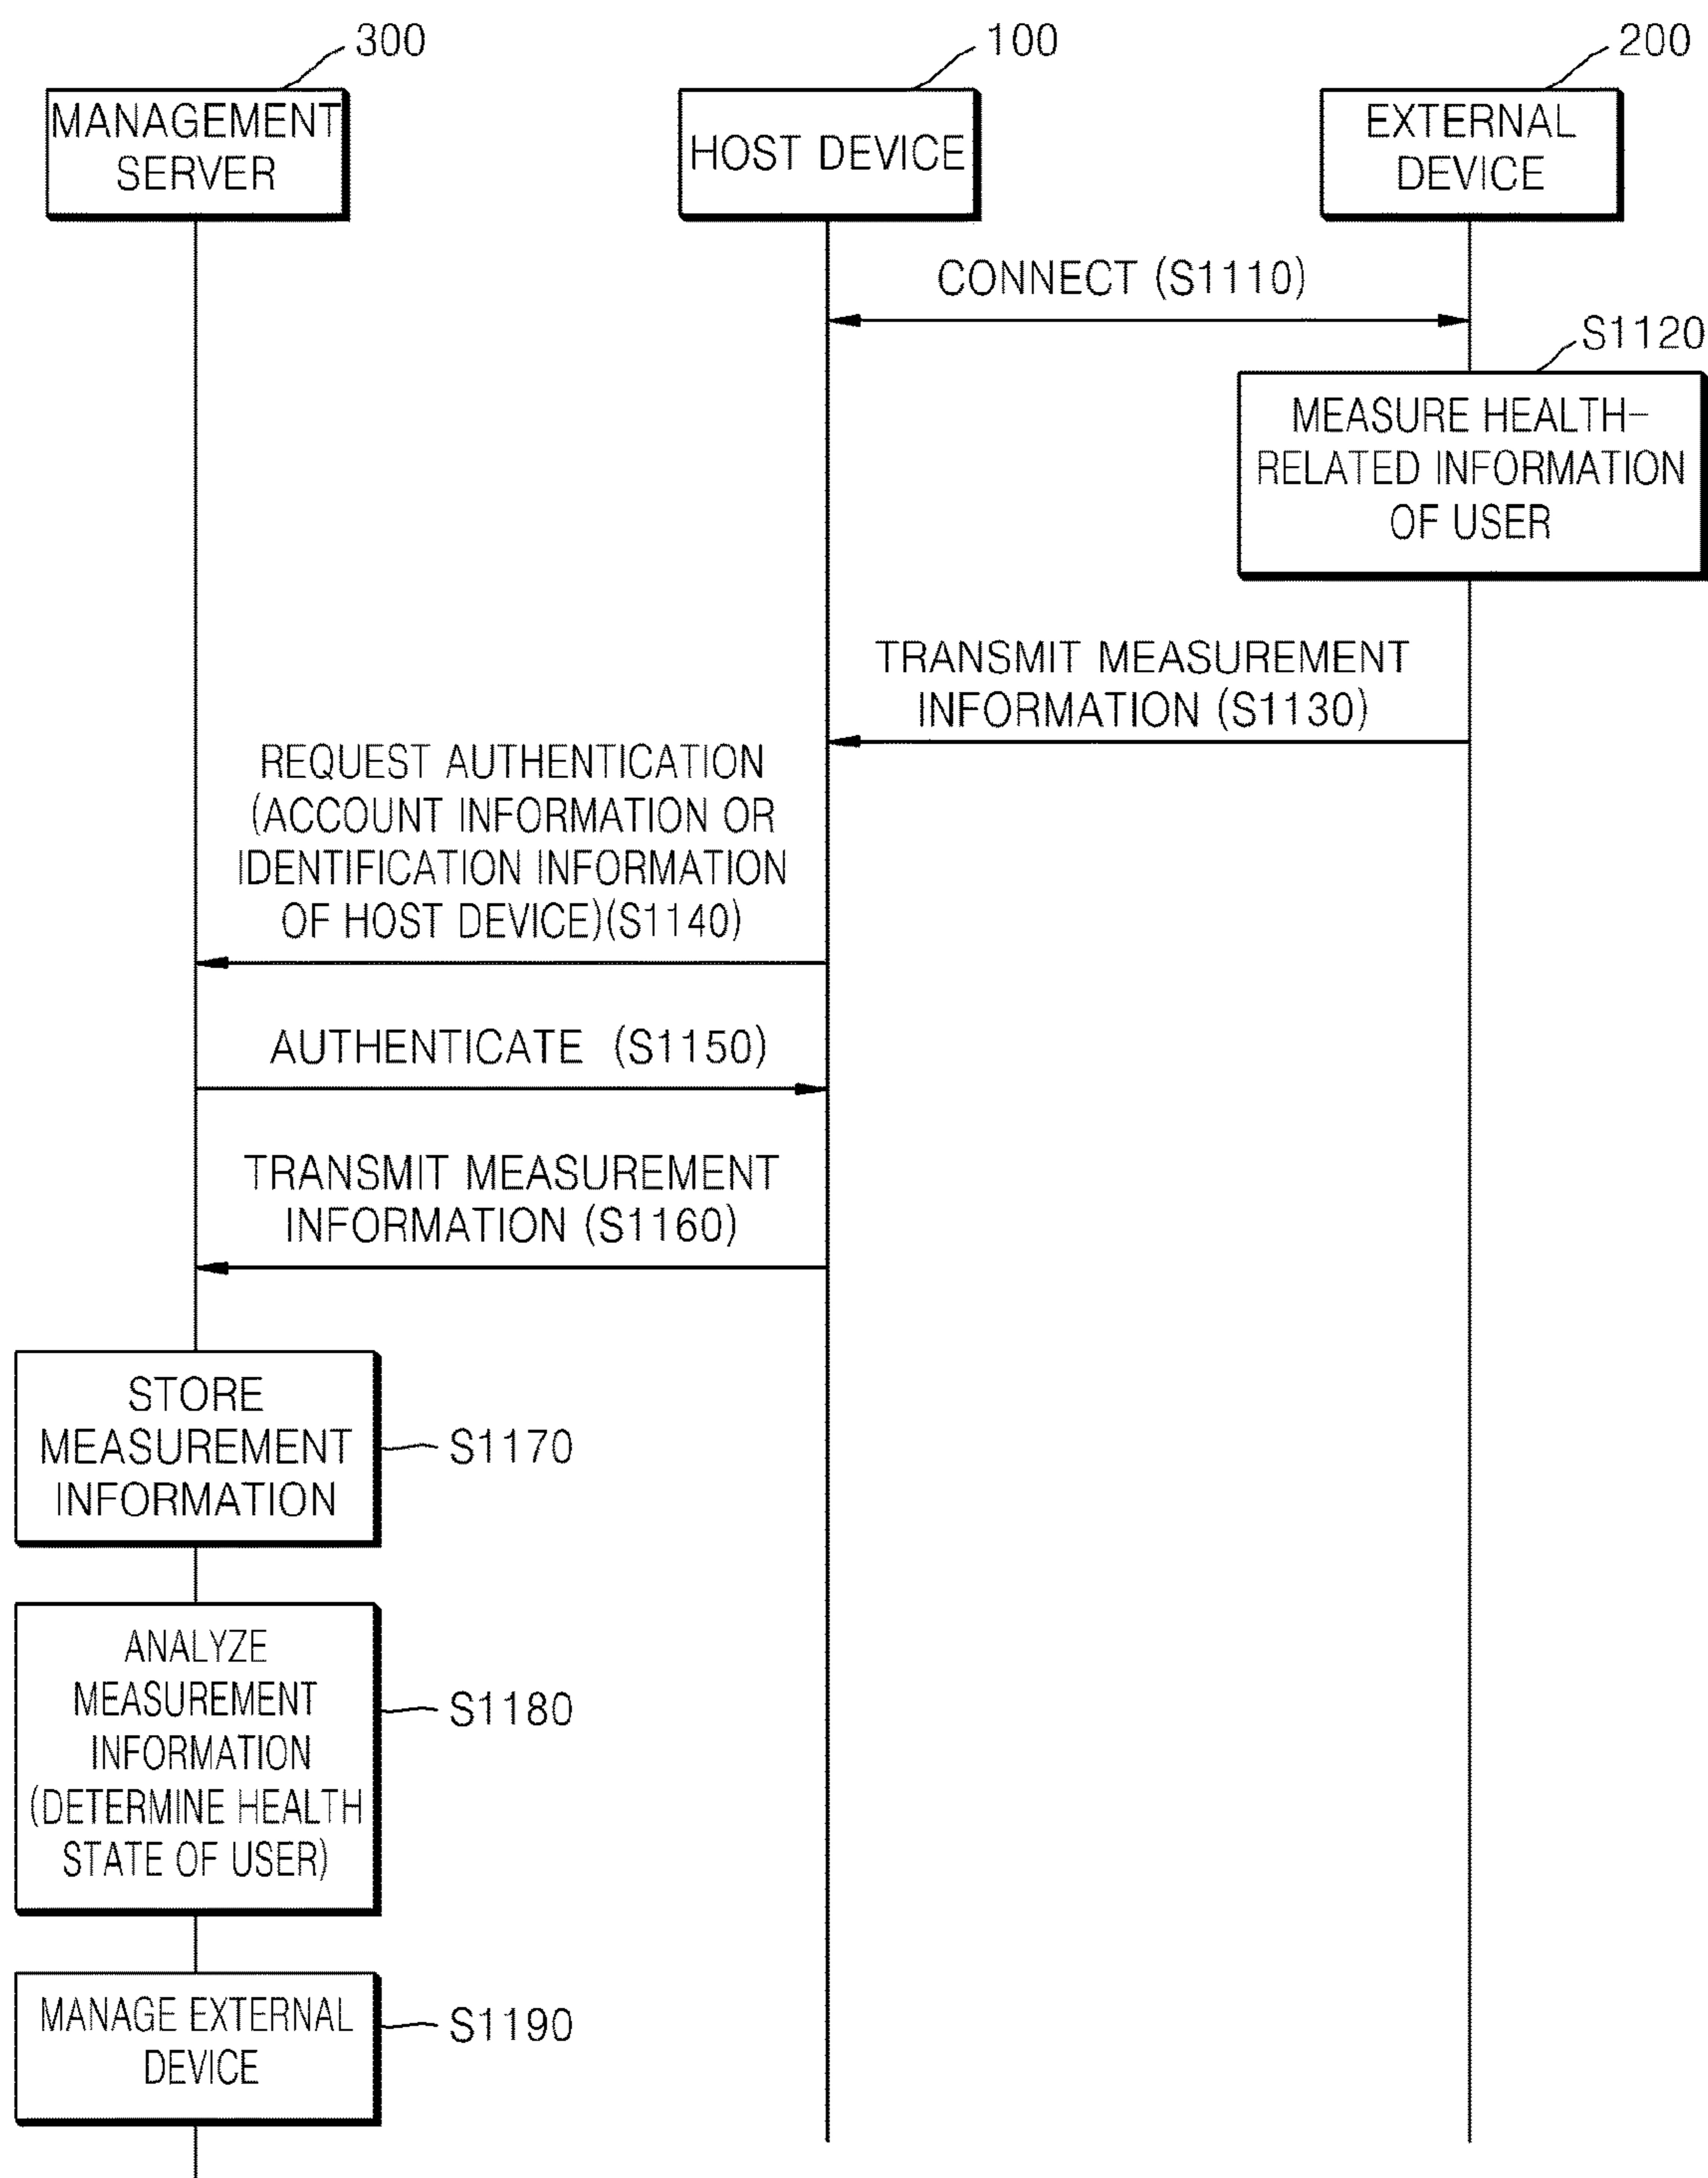 300
100
200
MANAGEMENT
SERVER
HOST DEVICE
EXTERNAL
DEVICE
CONNECT (S1110)
S1120
MEASURE HEALTH-
RELATED INFORMATION
OF USER
TRANSMIT MEASUREMENT
INFORMATION (S1130)
REQUEST AUTHENTICATION
(ACCOUNT INFORMATION OR
IDENTIFICATION INFORMATION
OF HOST DEVICE)(S1140)
AUTHENTICATE (S1150)
TRANSMIT MEASUREMENT
INFORMATION (S1160)
STORE
MEASUREMENT
INFORMATION
S1170
ANALYZE
MEASUREMENT
INFORMATION
(DETERMINE HEALTH
STATE OF USER)
S1180
MANAGE EXTERNAL
DEVICE
S1190